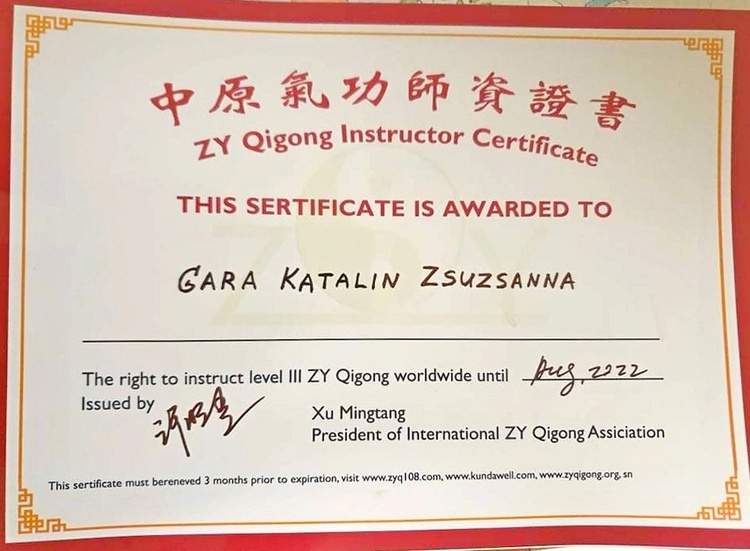 中原氣功師資證書
ZY Qigong Instructor Certificate
THIS SERTIFICATE IS AWARDED TO
GARA KATALIN ZSUZSANNA
The right to instruct level III ZY Qigong worldwide until Aug, 2022
Issued by 许明堂
Xu Mingtang
President of International ZY Qigong Assiciation
This sertificate must bereneved 3 months prior to expiration, visit www.zyq108.com, www.kundawell.com, www.zyqigong.org, sn